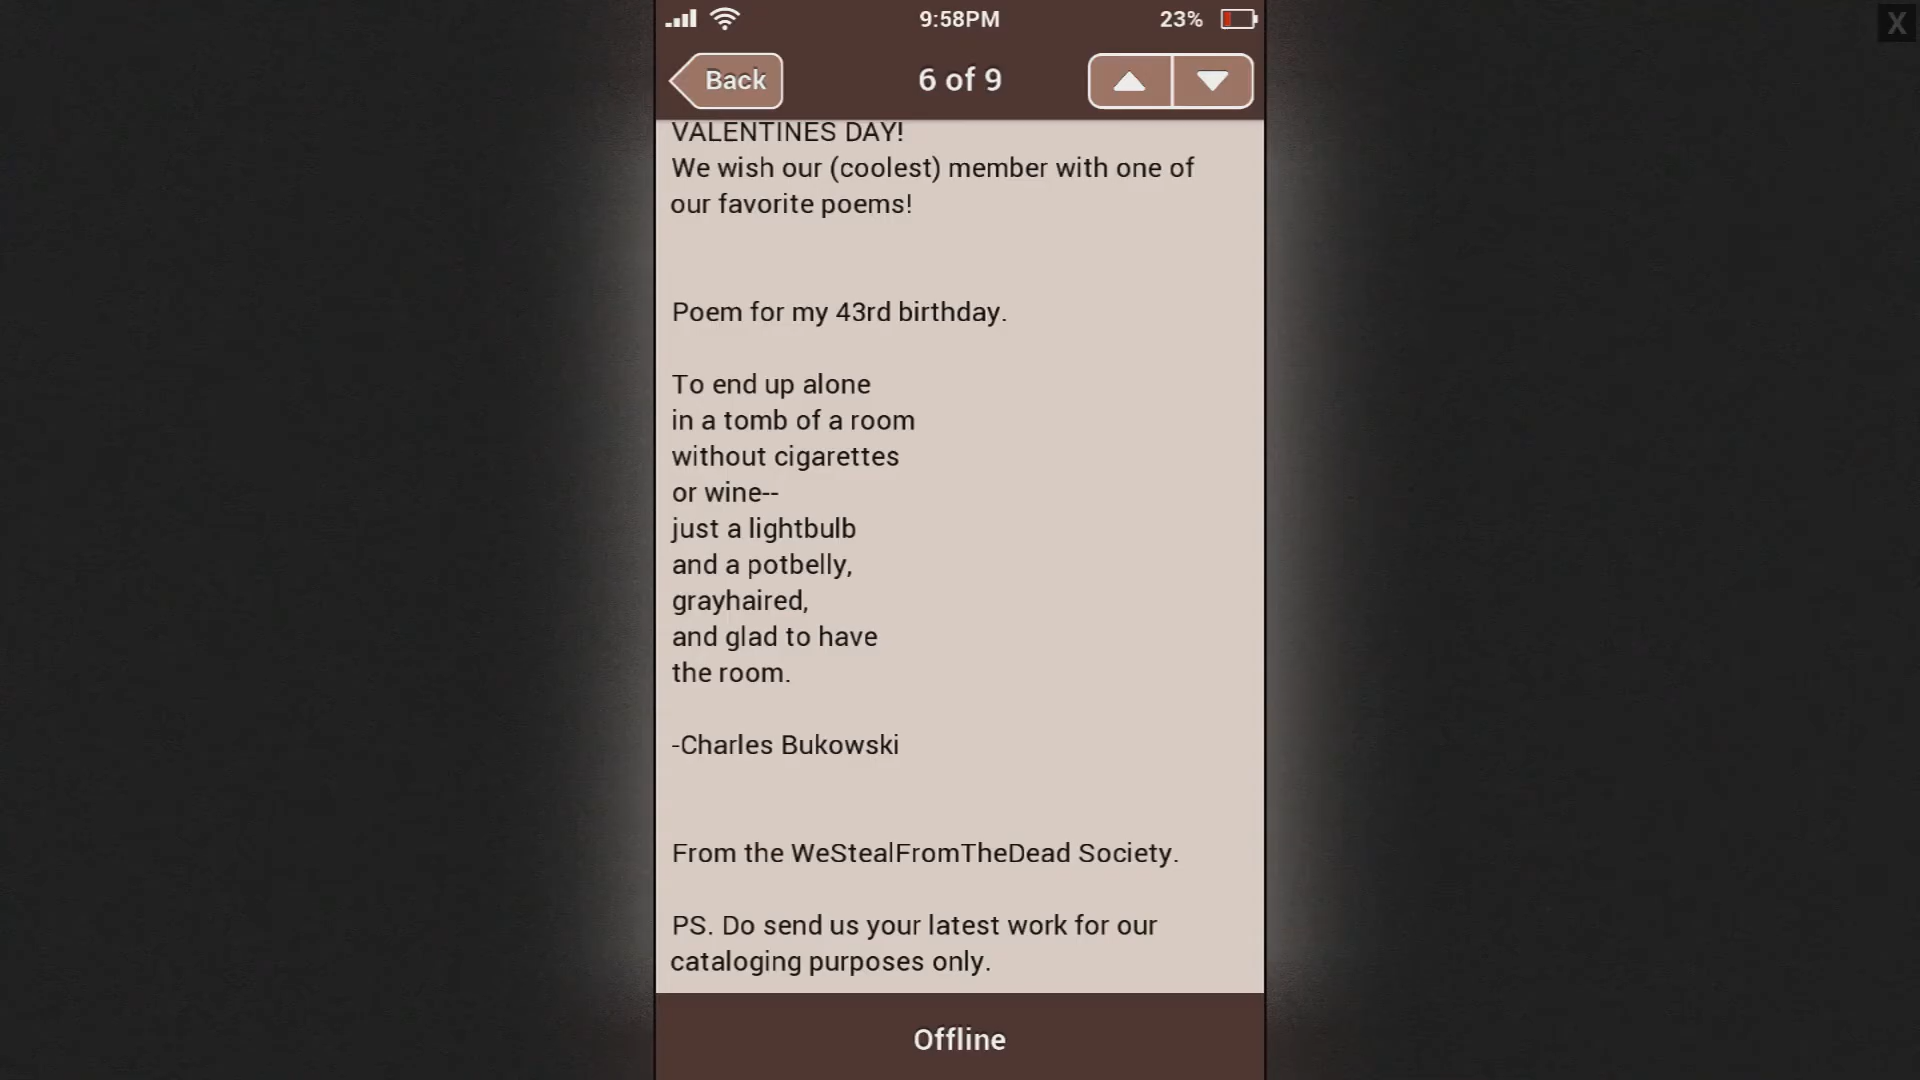 9:58PM
23%
X
Back
6 of 9
VALENTINES DAY!
We wish our (coolest) member with one of
our favorite poems!
Poem for my 43rd birthday.
To end up alone
in a tomb of a room
without cigarettes
or wine--
just a lightbulb
and a potbelly,
grayhaired,
and glad to have
the room.
-Charles Bukowski
From the WeStealFromTheDead Society.
PS. Do send us your latest work for our
cataloging purposes only.
Offline